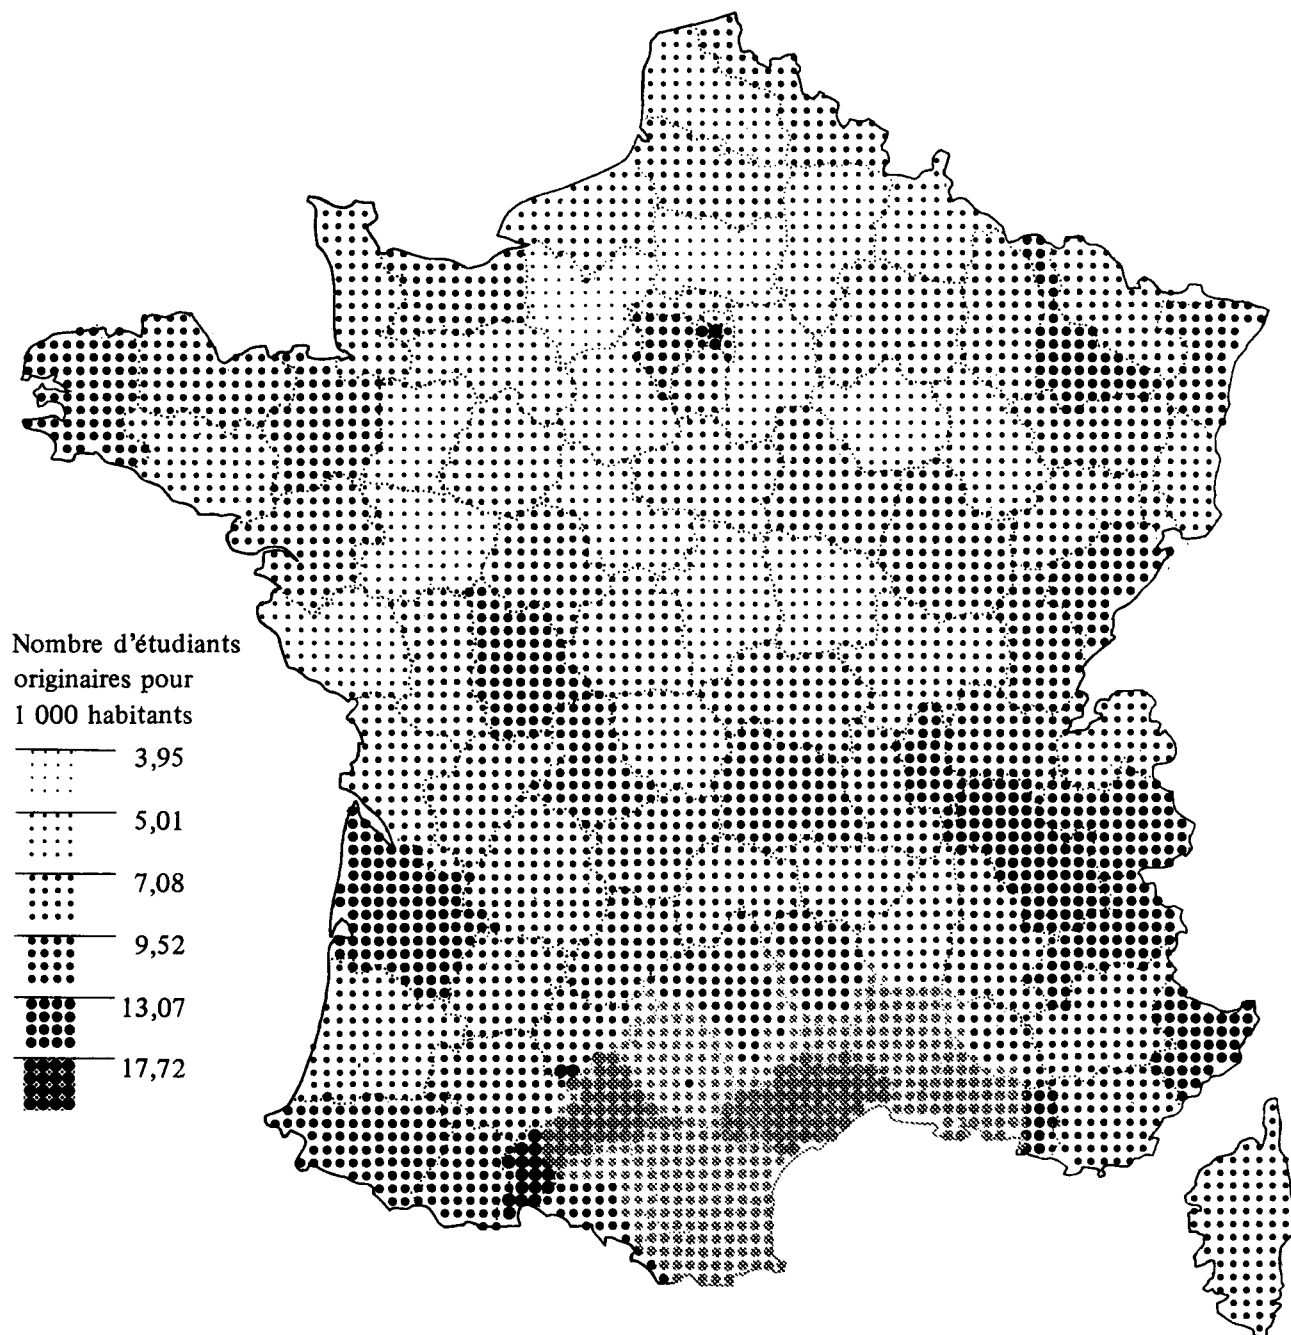 Nombre d'étudiants
originaires pour
1 000 habitants
3,95
5,01
7,08
9,52
13,07
17,72